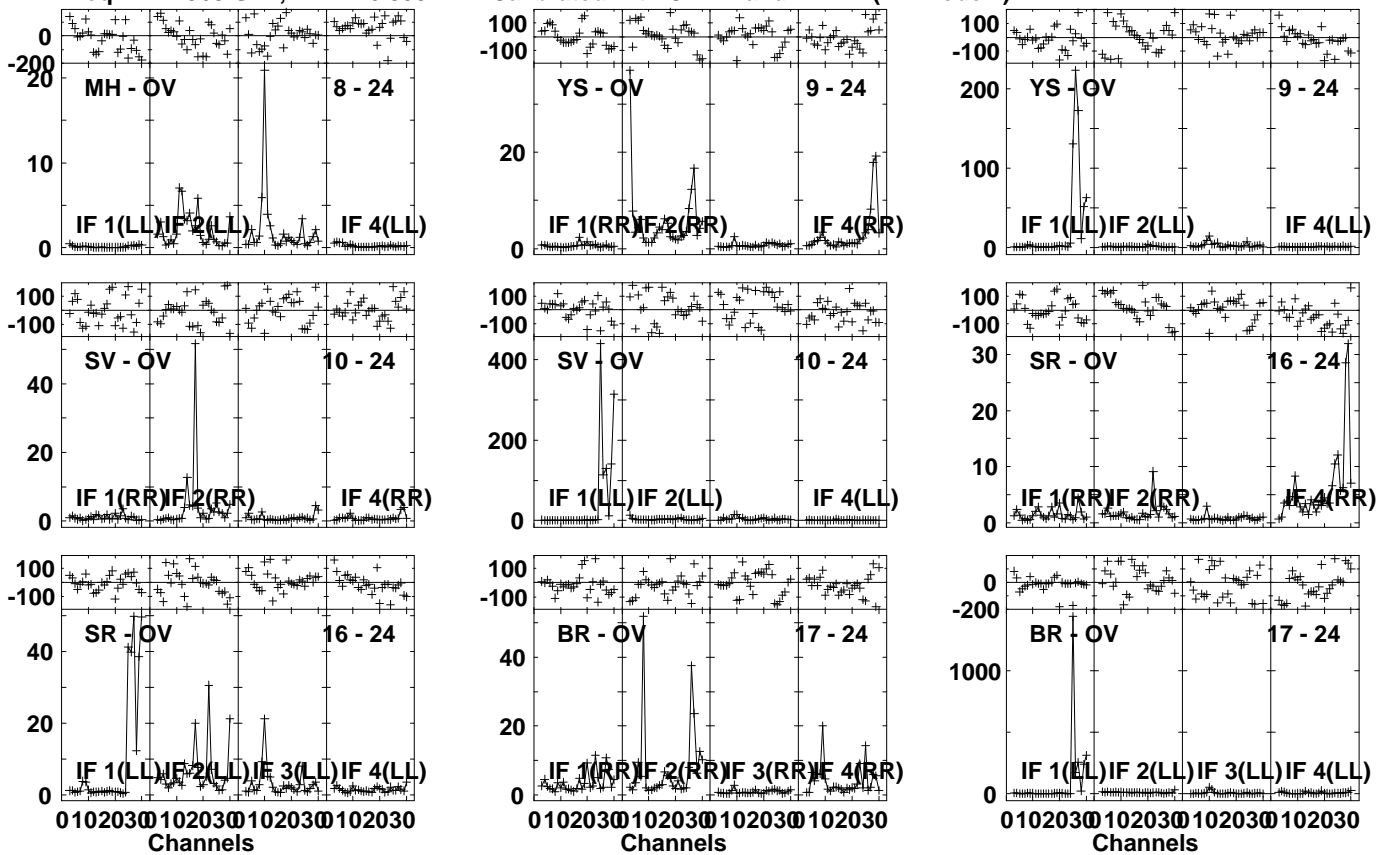 100
0
-100
-200
100
-100
100
-100
20
10
0
MH - OV
8 - 24
IF 1(LL)
IF 2(LL)
IF 4(LL)
20
0
YS - OV
9 - 24
IF 1(RR)
IF 2(RR)
IF 4(RR)
200
100
0
YS - OV
9 - 24
IF 1(LL)
IF 2(LL)
IF 4(LL)
100
-100
100
-100
100
-100
40
20
0
SV - OV
10 - 24
IF 1(RR)
IF 2(RR)
IF 4(RR)
400
200
0
SV - OV
10 - 24
IF 1(LL)
IF 2(LL)
IF 4(LL)
30
20
10
0
SR - OV
16 - 24
IF 1(RR)
IF 2(RR)
IF 4(RR)
100
-100
100
-100
0
-200
40
20
0
SR - OV
16 - 24
IF 1(LL)
IF 2(LL)
IF 3(LL)
IF 4(LL)
40
20
0
BR - OV
17 - 24
IF 1(RR)
IF 2(RR)
IF 3(RR)
IF 4(RR)
1000
0
BR - OV
17 - 24
IF 1(LL)
IF 2(LL)
IF 3(LL)
IF 4(LL)
0102030
Channels
0102030
Channels
0102030
Channels